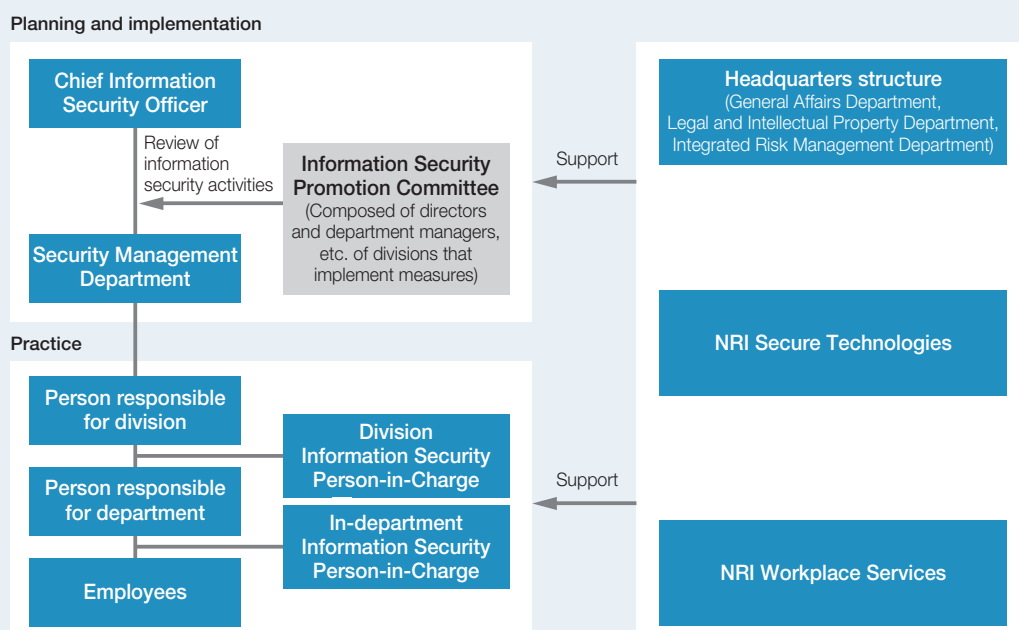 Planning and implementation
Chief Information
Security Officer
Review of
information
security activities
Information Security
Promotion Committee
(Composed of directors
and department managers,
etc. of divisions that
implement measures)
Security Management
Department
Support
Headquarters structure
(General Affairs Department,
Legal and Intellectual Property Department,
Integrated Risk Management Department)
NRI Secure Technologies
Practice
Person responsible
for division
Division
Information Security
Person-in-Charge
Person responsible
for department
In-department
Information Security
Person-in-Charge
Employees
Support
NRI Workplace Services